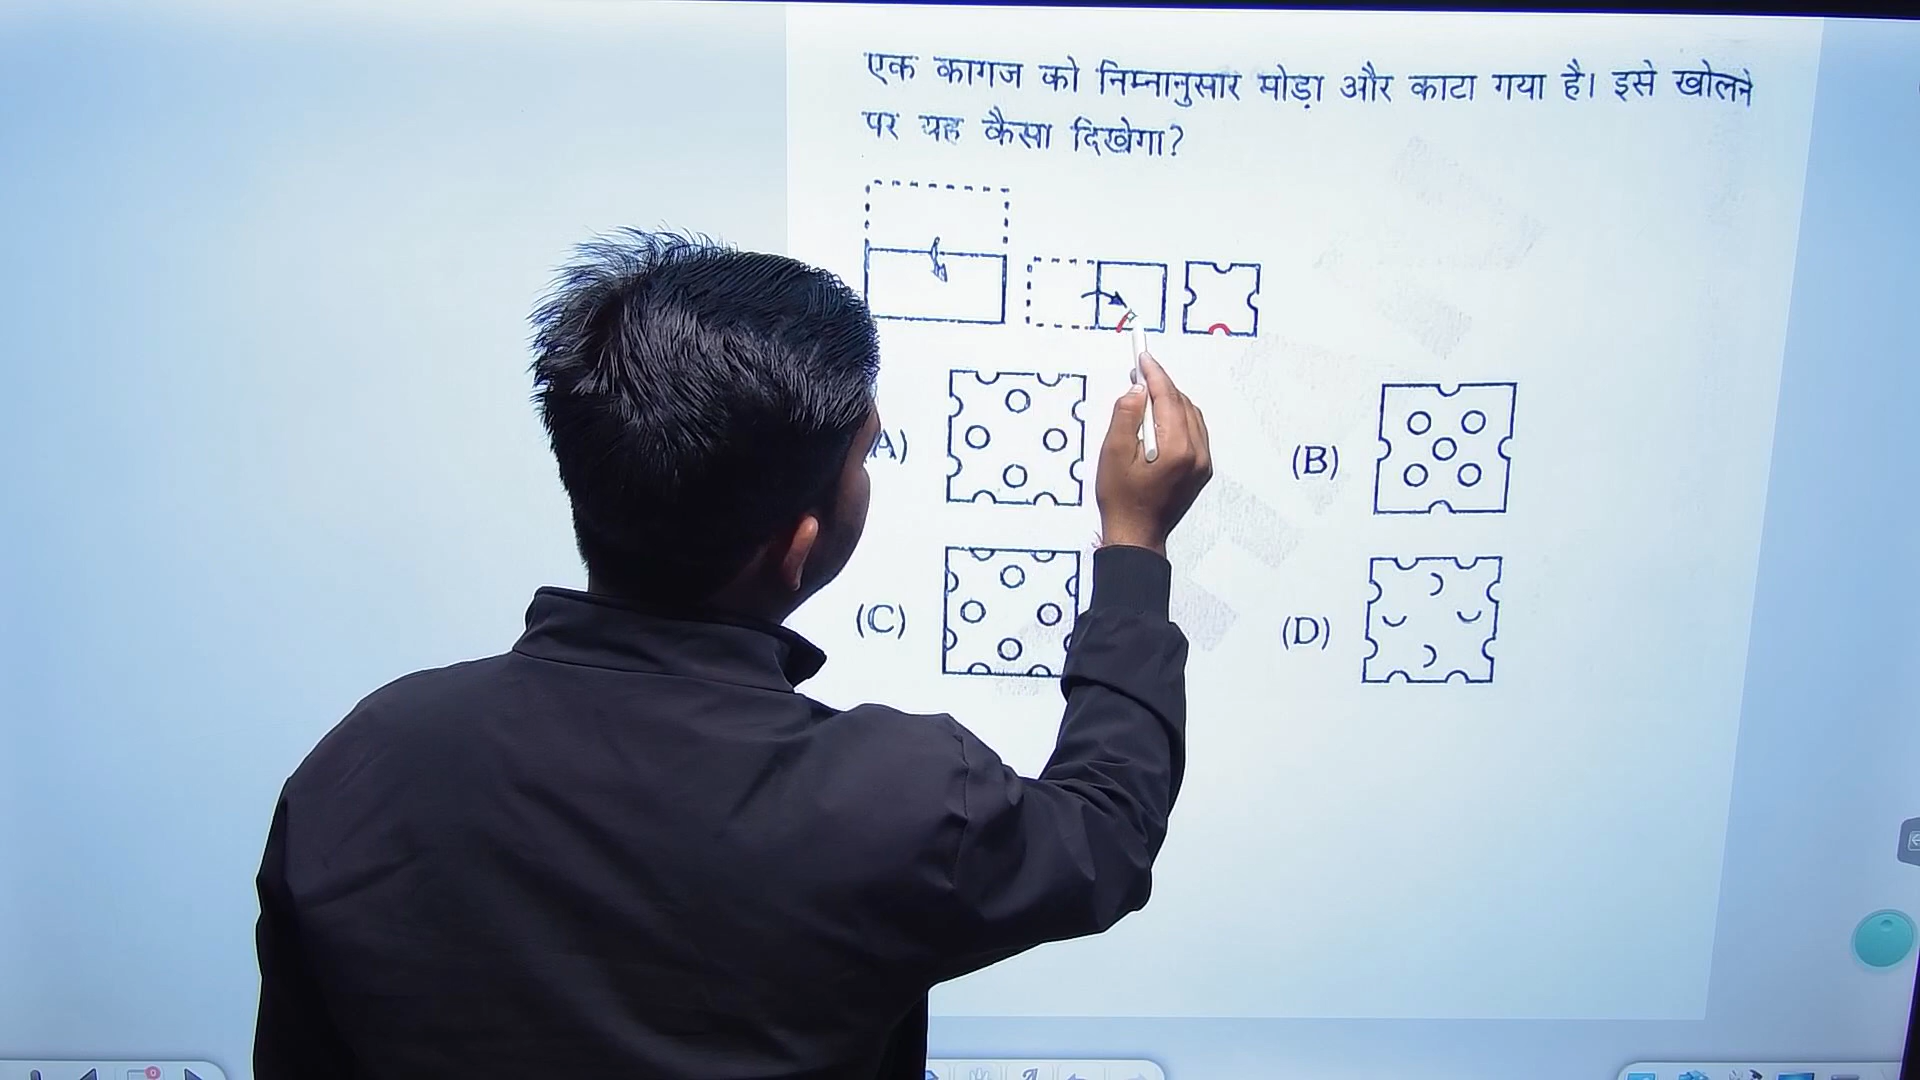 एक कागज को निम्नानुसार मोड़ा और काटा गया है। इसे खोलने
पर यह कैसा दिखेगा?
A)
(B)
(C)
(D)